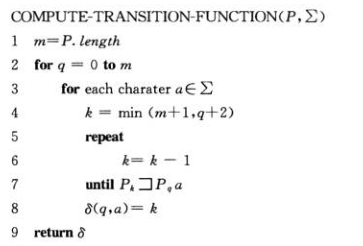 COMPUTE-TRANSITION-FUNCTION(P,∑)
1 m=P. length
2 for q = 0 to m
3 for each charater a∈∑
4 k = min (m+1,q+2)
5 repeat
6 k= k − 1
7 until Pₖ⊐P_q a
8 δ(q,a)= k
9 return δ